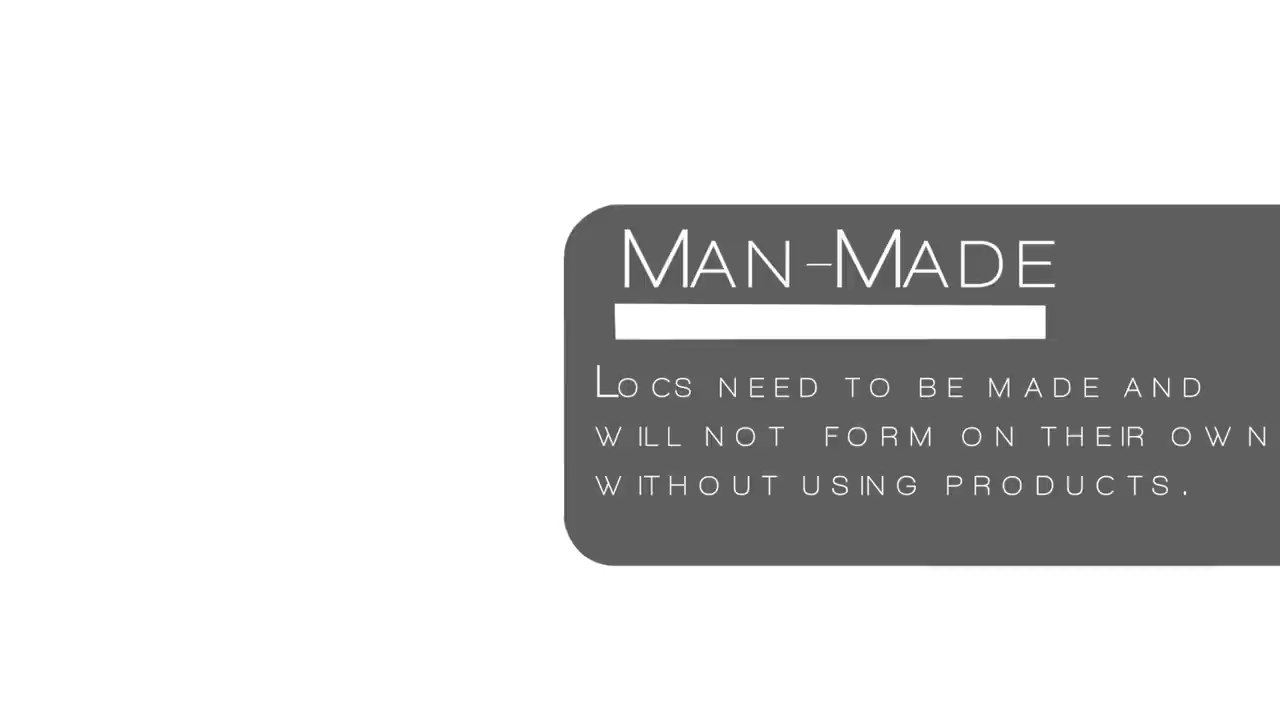 Man-Made
Locs need to be made and
will not form on their own
without using products.